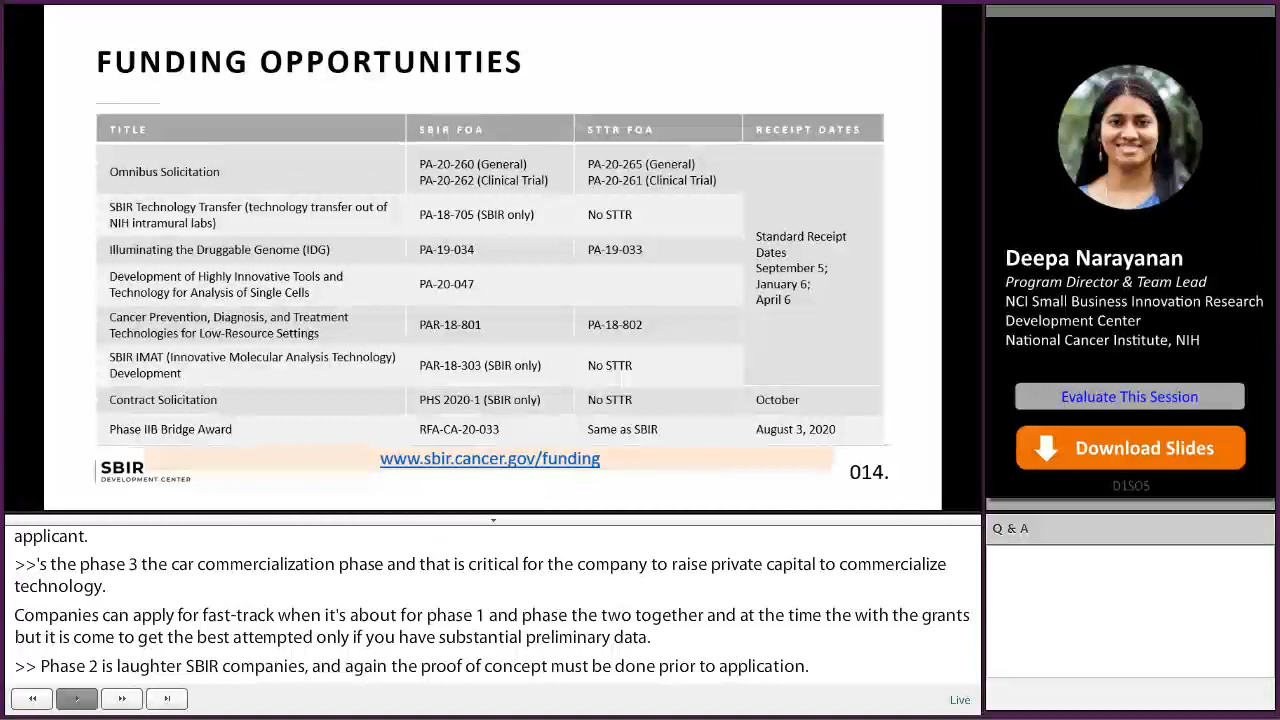 FUNDING OPPORTUNITIES
TITLE SBIR FOA STTR FOA RECEIPT DATES
Omnibus Solicitation
PA-20-260 (General)
PA-20-262 (Clinical Trial)
PA-20-265 (General)
PA-20-261 (Clinical Trial)
SBIR Technology Transfer (technology transfer out of
NIH intramural labs)
PA-18-705 (SBIR only)
No STTR
Illuminating the Druggable Genome (IDG)
PA-19-034
PA-19-033
Development of Highly Innovative Tools and
Technology for Analysis of Single Cells
PA-20-047
Cancer Prevention, Diagnosis, and Treatment
Technologies for Low-Resource Settings
PAR-18-801
PA-18-802
SBIR IMAT (Innovative Molecular Analysis Technology)
Development
PAR-18-303 (SBIR only)
No STTR
Standard Receipt
Dates
September 5;
January 6;
April 6
Contract Solicitation
PHS 2020-1 (SBIR only)
No STTR
October
Phase IIB Bridge Award
RFA-CA-20-033
Same as SBIR
August 3, 2020
www.sbir.cancer.gov/funding
SBIR
DEVELOPMENT CENTER
014.
Deepa Narayanan
Program Director & Team Lead
NCI Small Business Innovation Research
Development Center
National Cancer Institute, NIH
Evaluate This Session
Download Slides
D1SO5
applicant.
>>'s the phase 3 the car commercialization phase and that is critical for the company to raise private capital to commercialize
technology.
Companies can apply for fast-track when it's about for phase 1 and phase the two together and at the time the with the grants
but it is come to get the best attempted only if you have substantial preliminary data.
>> Phase 2 is laughter SBIR companies, and again the proof of concept must be done prior to application.
Live
Q & A